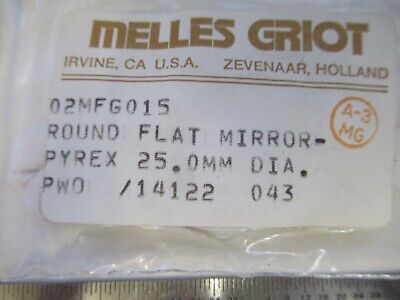 MELLES GRIOT
IRVINE, CA U.S.A. ZEVENAAR, HOLLAND
02MFG015
ROUND FLAT MIRROR-
PYREX 25.0MM DIA.
PWO /14122 043
A-3
MG